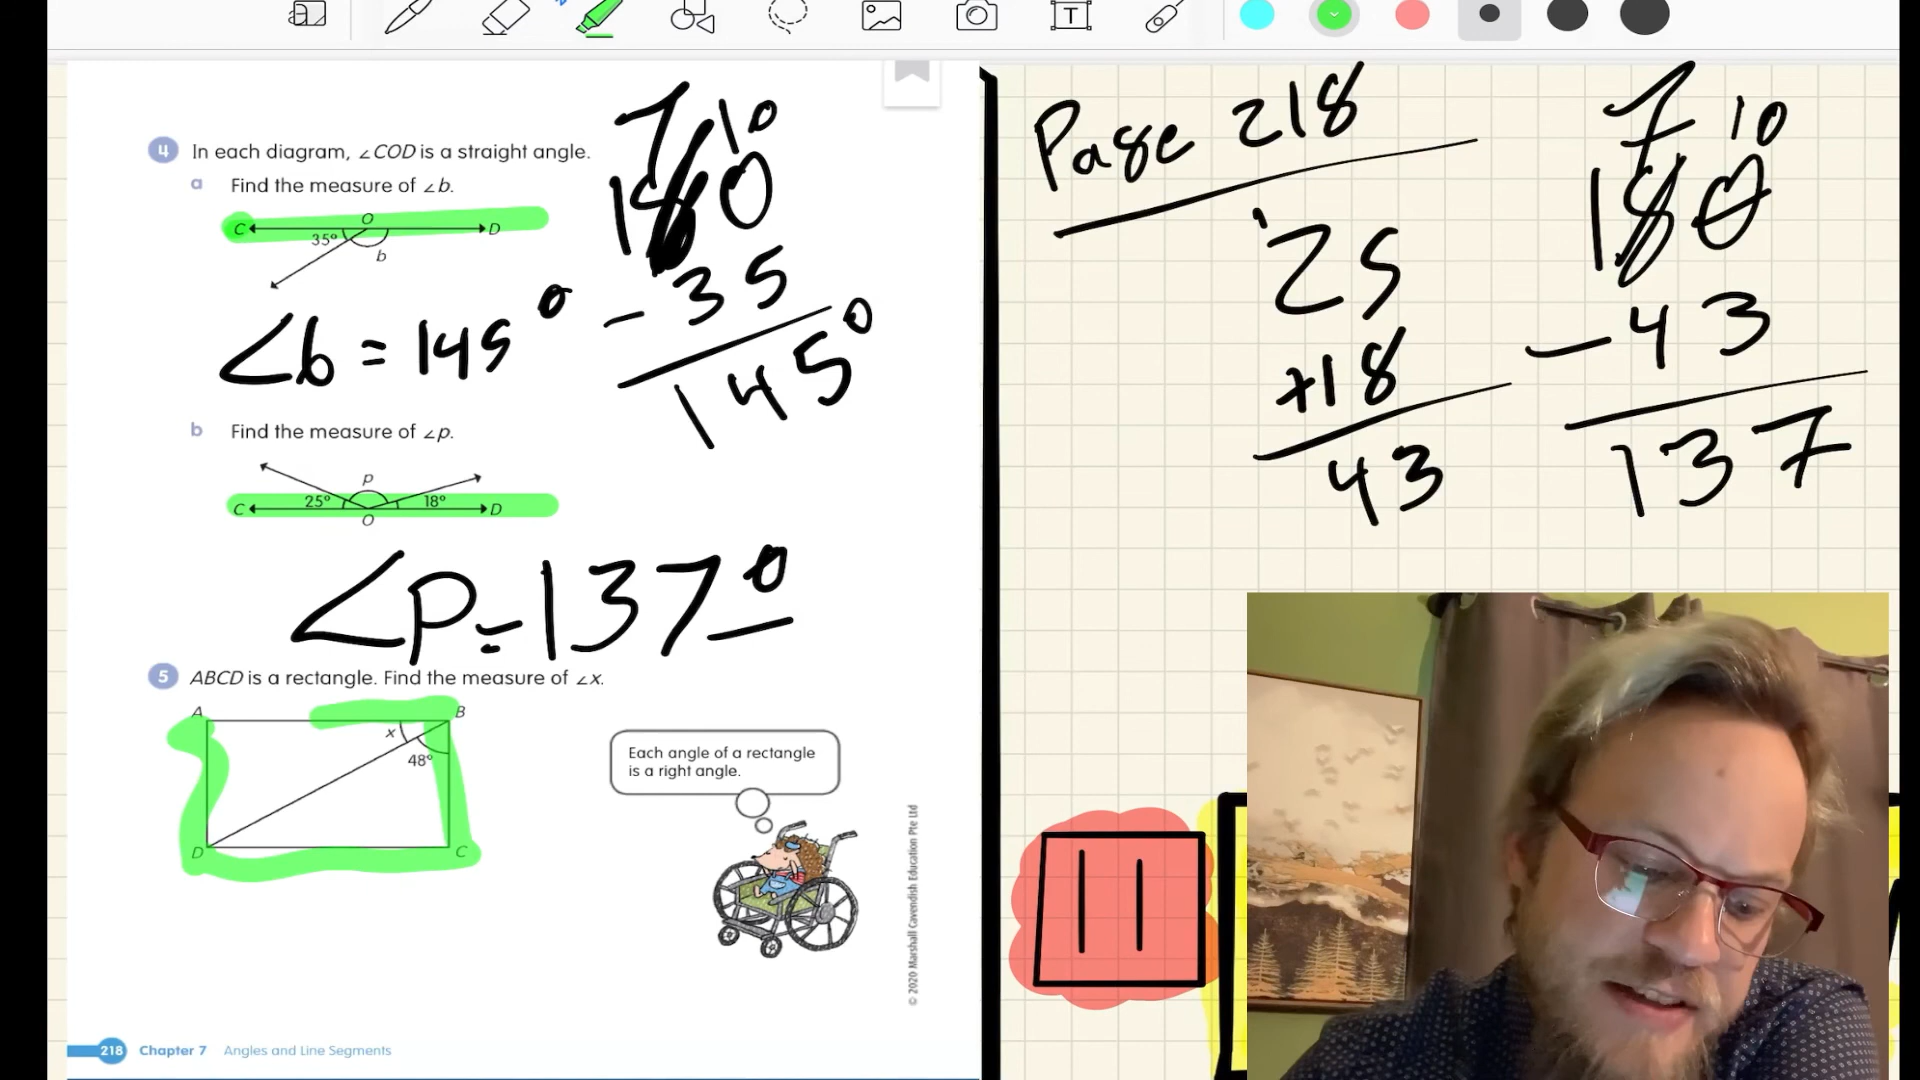 4 In each diagram, ∠COD is a straight angle.
a Find the measure of ∠b.
C O D
35°
b
∠b = 145°
7 10
180
- 35
145°
b Find the measure of ∠p.
p
C 25° 18° D
O
∠P = 137°
5 ABCD is a rectangle. Find the measure of ∠x.
A B
x
48°
D C
Each angle of a rectangle
is a right angle.
© 2020 Marshall Cavendish Education Pte Ltd
218 Chapter 7 Angles and Line Segments
Page 218
1
25
+18
43
7 10
180
- 43
137
T